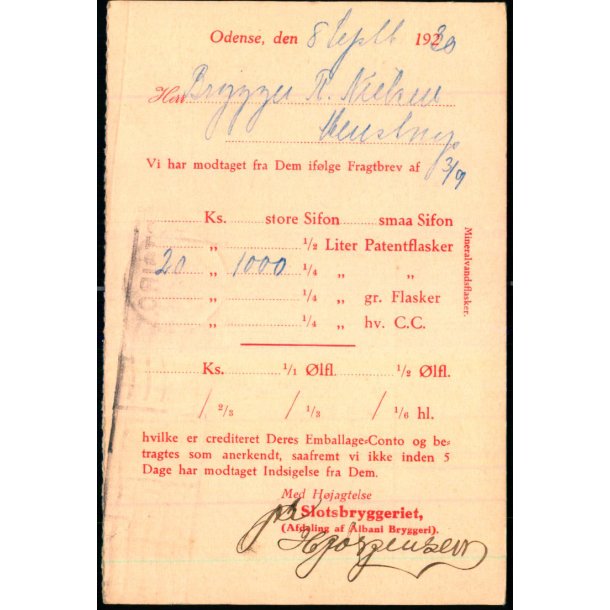 Odense, den 8 Septb 1930
Herr Brygger R. Nielsen
Vi har modtaget fra Dem ifølge Fragtbrev af 3/9
Ks. store Sifon smaa Sifon
„ ½ Liter Patentflasker
20 „ 1000 ¼ „ „
„ ¼ „ gr. Flasker
„ ¼ „ hv. C.C.
Mineralvandsflasker.
Ks. 1/1 Ølfl. ½ Ølfl.
/ 2/3 / 1/3 / 1/6 hl.
hvilke er crediteret Deres Emballage-Conto og be-
tragtes som anerkendt, saafremt vi ikke inden 5
Dage har modtaget Indsigelse fra Dem.
Med Højagtelse
pr Slotsbryggeriet,
(Afdeling af Albani Bryggeri).
H Jørgensen